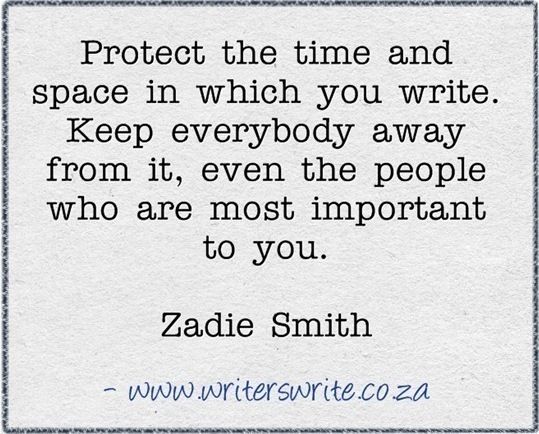 Protect the time and
space in which you write.
Keep everybody away
from it, even the people
who are most important
to you.
Zadie Smith
- www.writerswrite.co.za